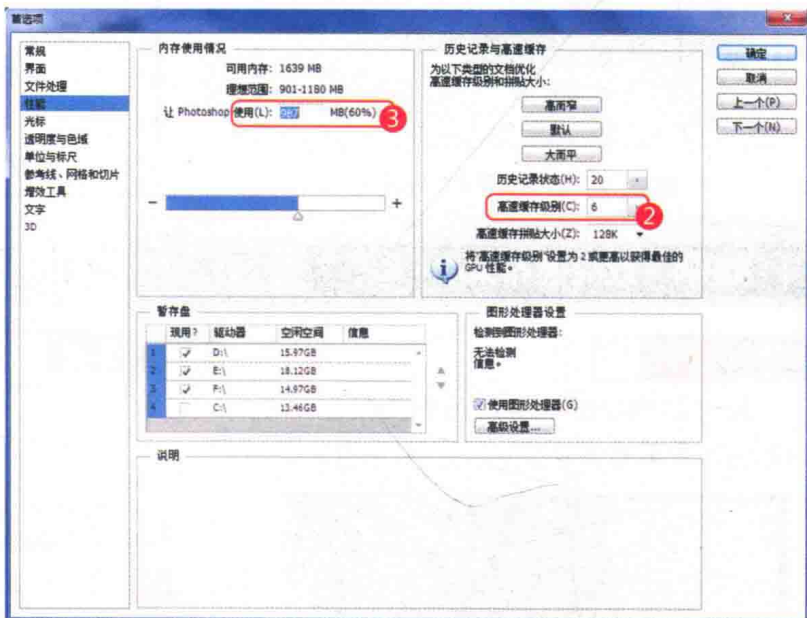 首选项
常规
界面
文件处理
性能
光标
透明度与色域
单位与标尺
参考线、网格和切片
增效工具
文字
3D
内存使用情况
可用内存: 1639 MB
理想范围: 901-1180 MB
让 Photoshop 使用(L): 987 MB(60%)
3
- +
历史记录与高速缓存
为以下类型的文档优化
高速缓存级别和拼贴大小:
高而窄
默认
大而平
历史记录状态(H): 20
高速缓存级别(C): 6
2
高速缓存拼贴大小(Z): 128K
将"高速缓存级别"设置为 2 或更高以获得最佳的
GPU 性能。
确定
取消
上一个(P)
下一个(N)
暂存盘
现用? 驱动器 空闲空间 信息
1 D:\ 15.97GB
2 E:\ 18.12GB
3 F:\ 14.97GB
4 C:\ 13.46GB
图形处理器设置
检测到图形处理器:
无法检测
信息。
使用图形处理器(G)
高级设置...
说明